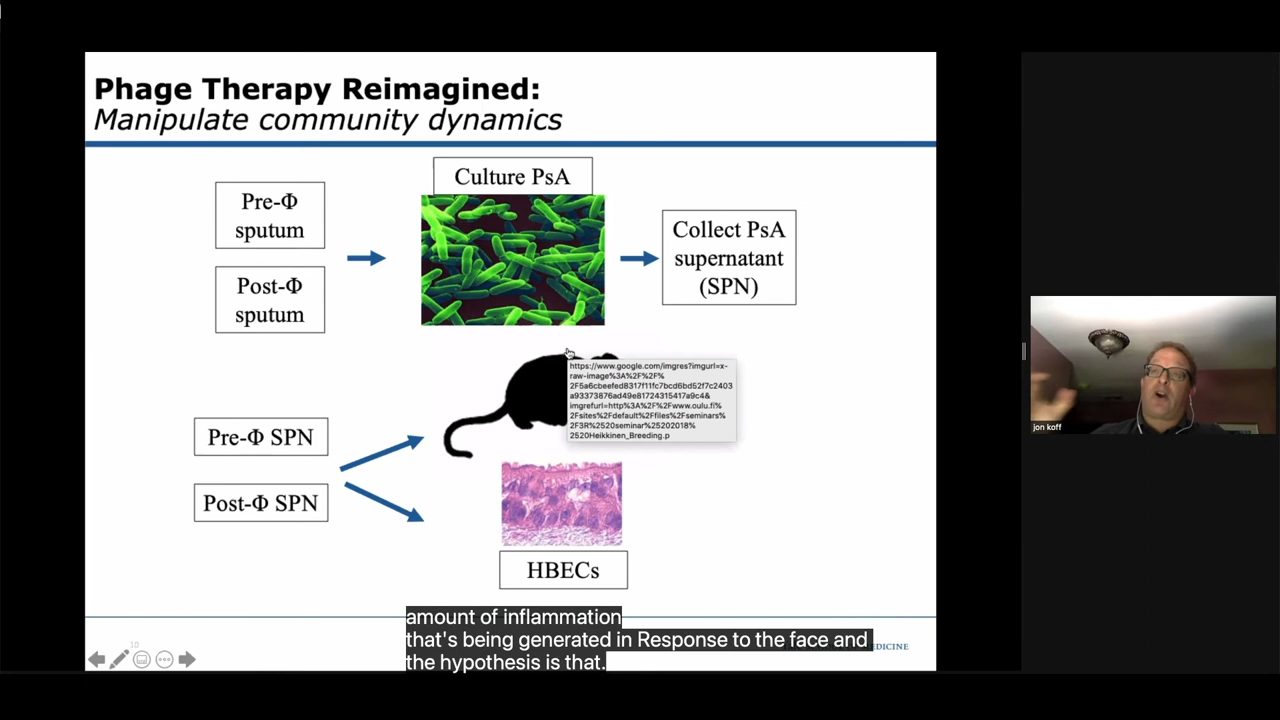 Phage Therapy Reimagined:
Manipulate community dynamics
Pre-Φ
sputum
Post-Φ
sputum
Culture PsA
Collect PsA
supernatant
(SPN)
https://www.google.com/imgres?imgurl=x-
raw-image%3A%2F%2F%
2F5a6cbeefed8317f11fc7bcd6bd52f7c2403
a93373876ad49e81724315417a9c4&
imgrefurl=http%3A%2F%2Fwww.oulu.fi%
2Fsites%2Fdefault%2Ffiles%2Fseminars%
2F3R%2520seminar%25202018%
2520Heikkinen_Breeding.p
Pre-Φ SPN
Post-Φ SPN
HBECs
jon koff
amount of inflammation
that's being generated in Response to the face and
the hypothesis is that.
10